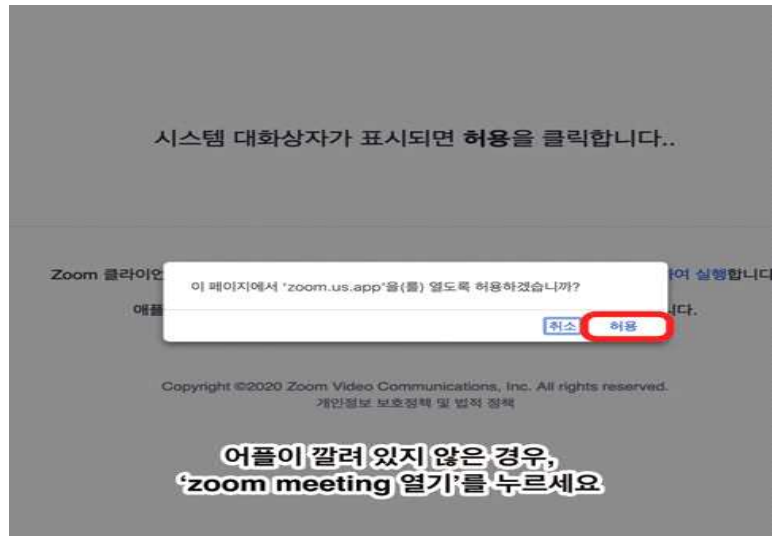 시스템 대화상자가 표시되면 허용을 클릭합니다..
Zoom 클라이언
여 실행합니다
이 페이지에서 'zoom.us.app'을(를) 열도록 허용하겠습니까?
애플
니다.
취소
허용
Copyright ©2020 Zoom Video Communications, Inc. All rights reserved.
개인정보 보호정책 및 법적 정책
어플이 깔려 있지 않은 경우,
‘zoom meeting 열기’를 누르세요